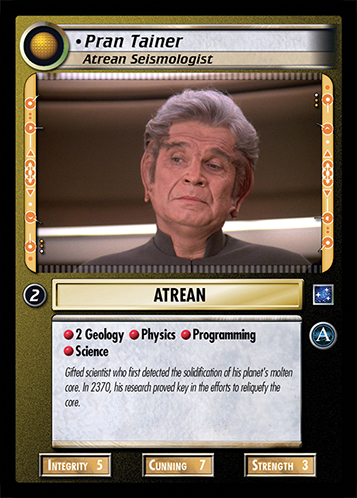 • Pran Tainer
Atrean Seismologist
2
ATREAN
A
2 Geology Physics Programming
Science
Gifted scientist who first detected the solidification of his planet's molten
core. In 2370, his research proved key in the efforts to reliquefy the
core.
INTEGRITY 5 CUNNING 7 STRENGTH 3